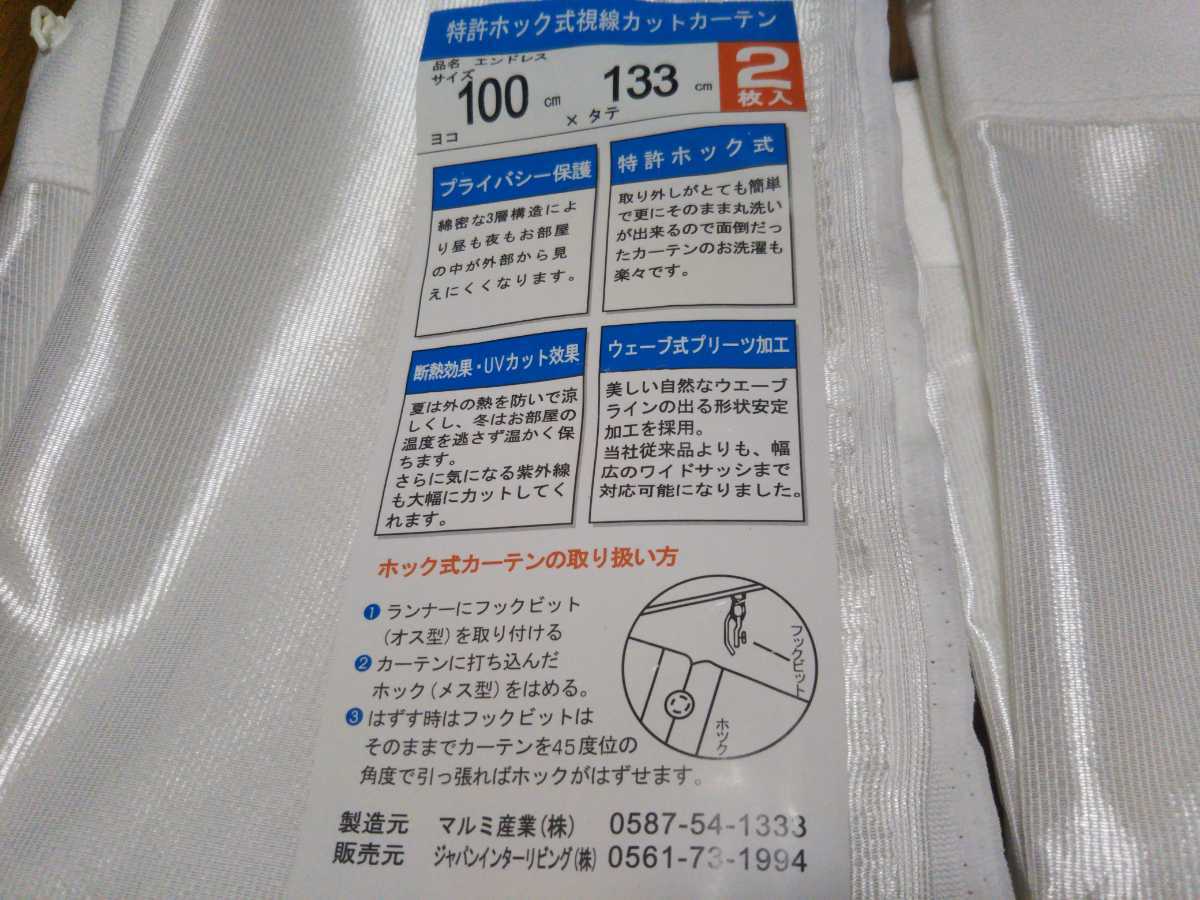 特許ホック式視線カットカーテン
品名 エンドレス
サイズ
ヨコ 100 cm × タテ 133 cm
2
枚入
プライバシー保護
綿密な3層構造によ
り昼も夜もお部屋
の中が外部から見
えにくくなります。
特許ホック式
取り外しがとても簡単
で更にそのまま丸洗い
が出来るので面倒だっ
たカーテンのお洗濯も
楽々です。
断熱効果・UVカット効果
夏は外の熱を防いで涼
しくし、冬はお部屋の
温度を逃さず温かく保
ちます。
さらに気になる紫外線
も大幅にカットしてく
れます。
ウェーブ式プリーツ加工
美しい自然なウエーブ
ラインの出る形状安定
加工を採用。
当社従来品よりも、幅
広のワイドサッシまで
対応可能になりました。
ホック式カーテンの取り扱い方
1 ランナーにフックビット
(オス型)を取り付ける
2 カーテンに打ち込んだ
ホック(メス型)をはめる。
3 はずす時はフックビットは
そのままでカーテンを45度位の
角度で引っ張ればホックがはずせます。
フックビット
ホック
製造元 マルミ産業(株) 0587-54-1333
販売元 ジャパンインターリビング(株) 0561-73-1994